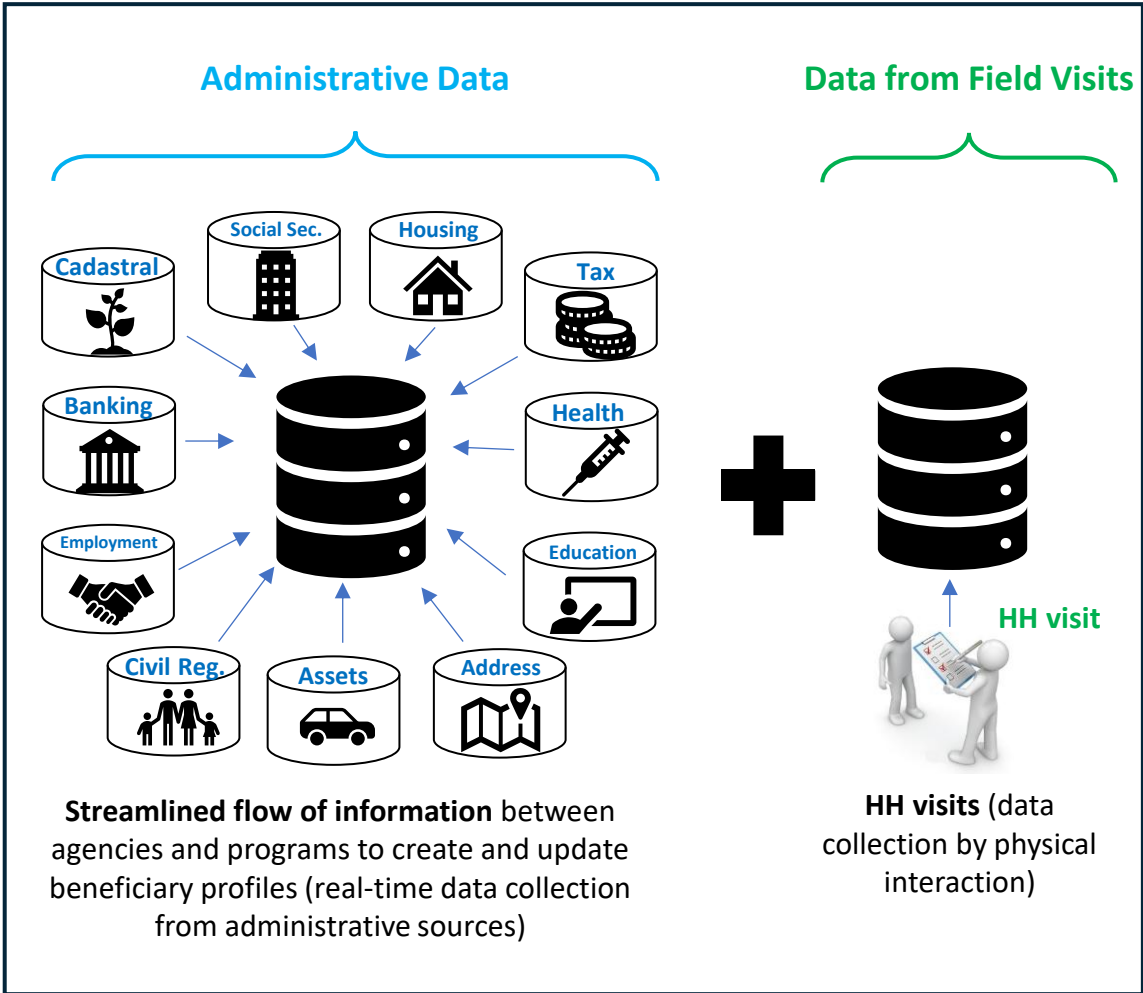 Administrative Data
Data from Field Visits
Social Sec.
Housing
Cadastral
Tax
Banking
Health
Employment
Education
HH visit
Civil Reg.
Assets
Address
Streamlined flow of information between
agencies and programs to create and update
beneficiary profiles (real-time data collection
from administrative sources)
HH visits (data
collection by physical
interaction)